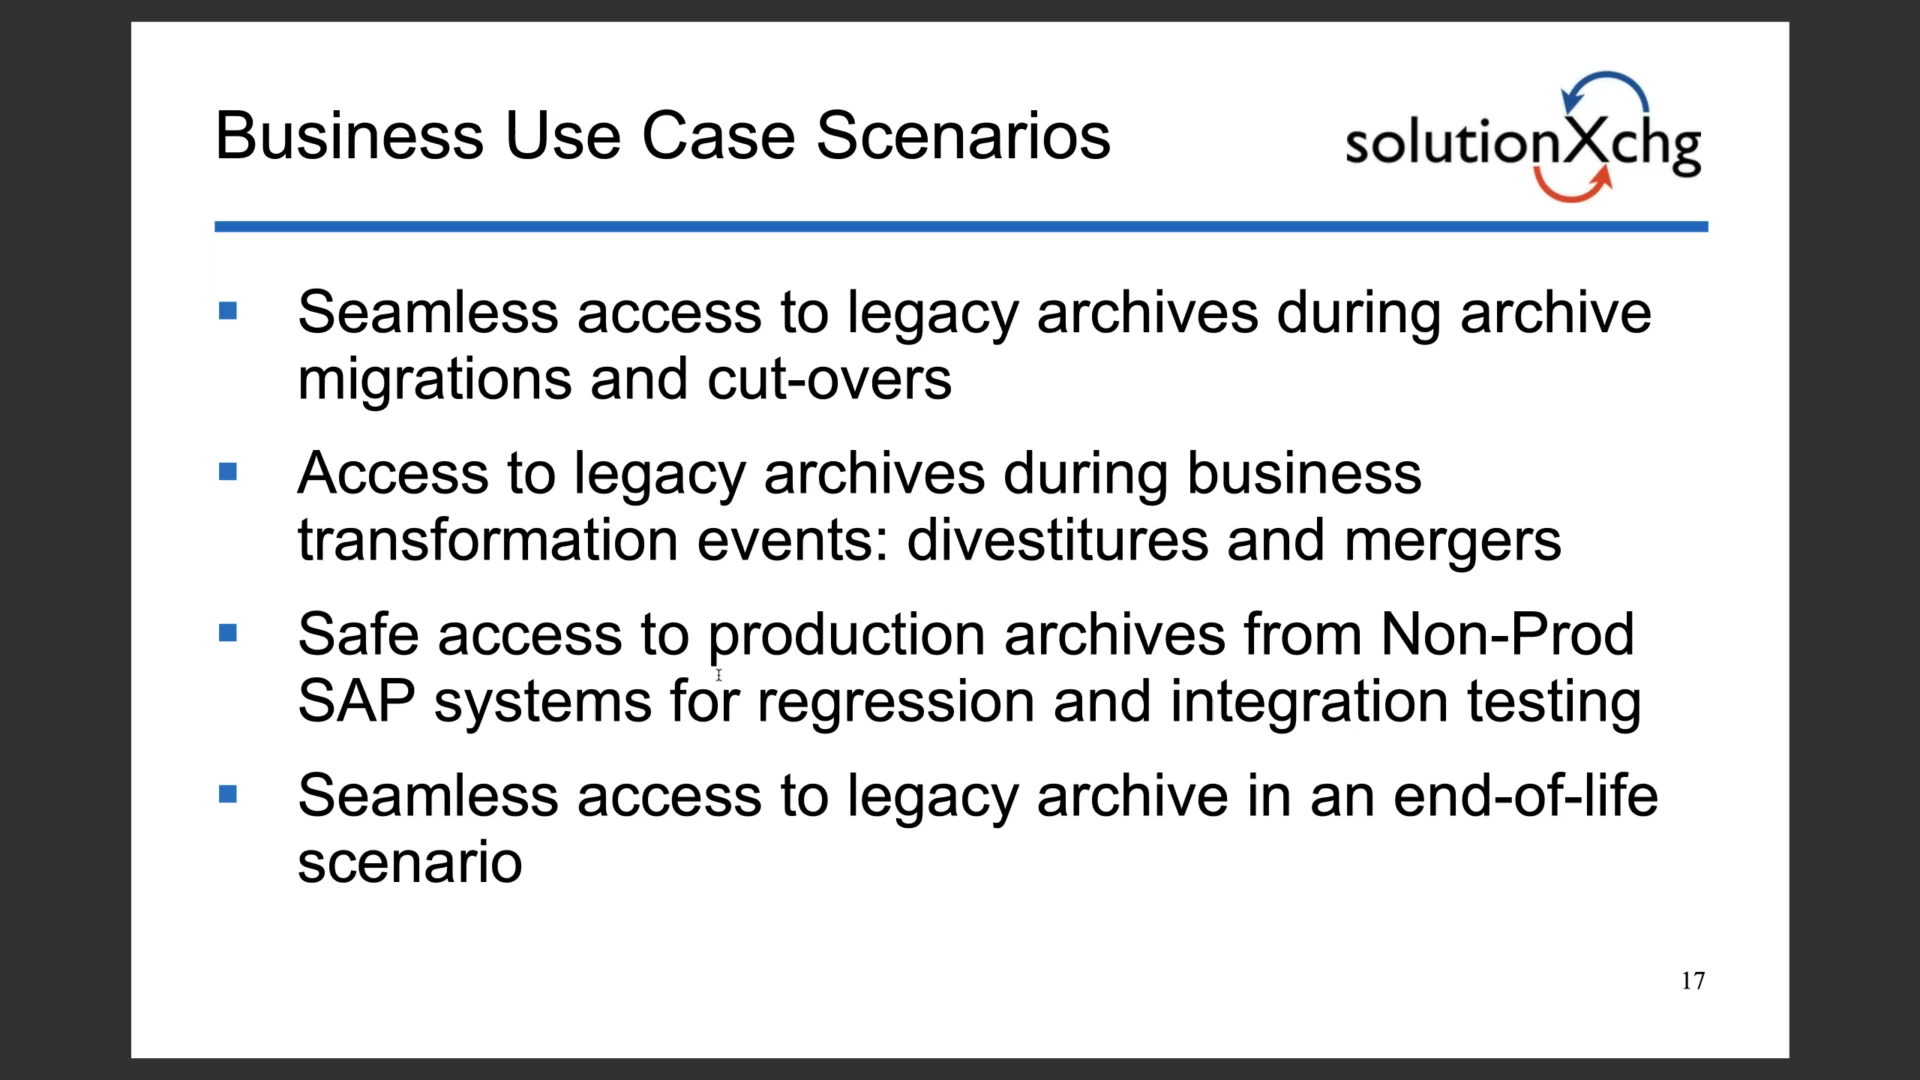 Business Use Case Scenarios
solutionXchg
Seamless access to legacy archives during archive
migrations and cut-overs
Access to legacy archives during business
transformation events: divestitures and mergers
Safe access to production archives from Non-Prod
SAP systems for regression and integration testing
Seamless access to legacy archive in an end-of-life
scenario
17